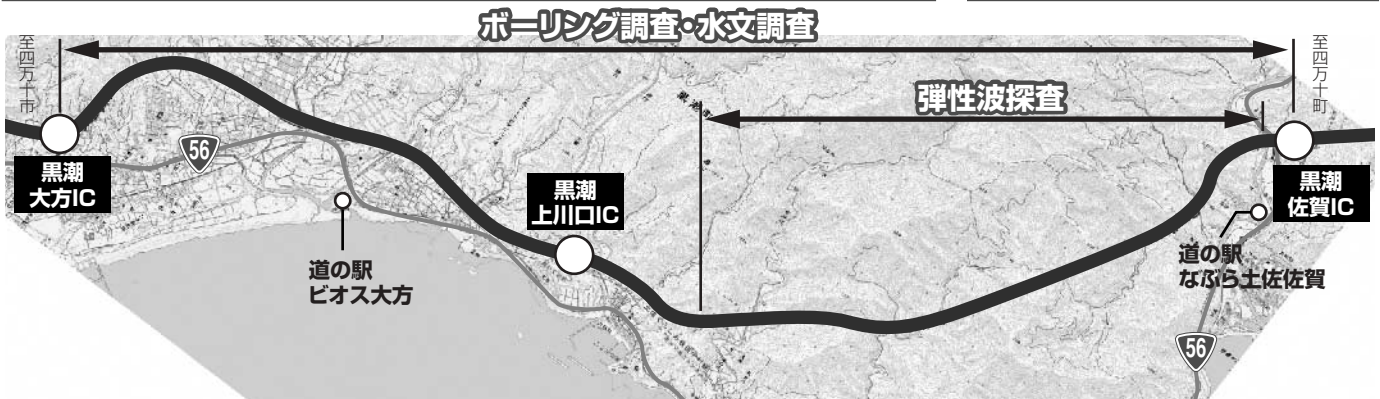 ボーリング調査・水文調査
至四万十市
至四万十町
弾性波探査
56
黒潮
大方IC
黒潮
上川口IC
黒潮
佐賀IC
道の駅
ビオス大方
道の駅
なぶら土佐佐賀
56